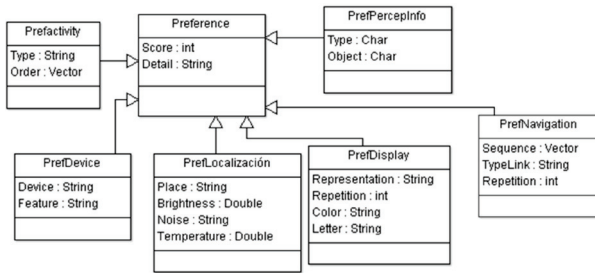 Prefactivity
Type : String
Order : Vector
Preference
Score : int
Detail : String
PrefPercepInfo
Type : Char
Object : Char
PrefDevice
Device : String
Feature : String
PrefLocalización
Place : String
Brightness : Double
Noise : String
Temperature : Double
PrefDisplay
Representation : String
Repetition : int
Color : String
Letter : String
PrefNavigation
Sequence : Vector
TypeLink : String
Repetition : int